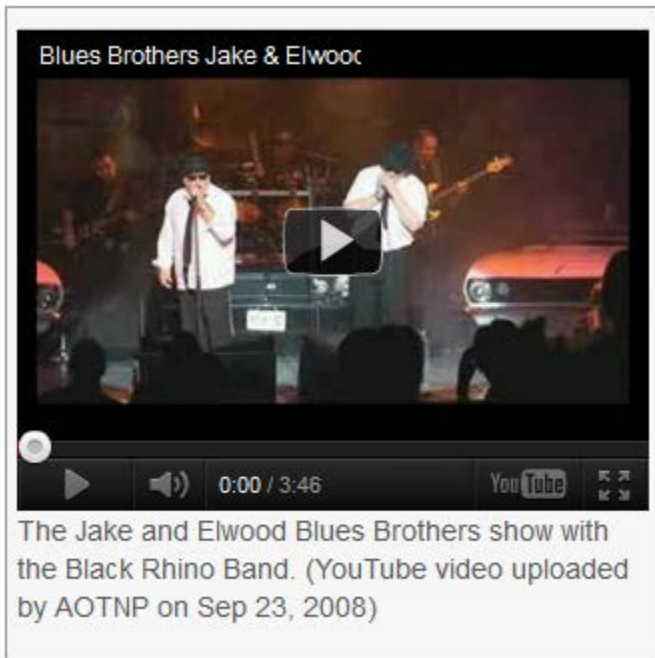 Blues Brothers Jake & Elwood
0:00 / 3:46
YouTube
The Jake and Elwood Blues Brothers show with
the Black Rhino Band. (YouTube video uploaded
by AOTNP on Sep 23, 2008)